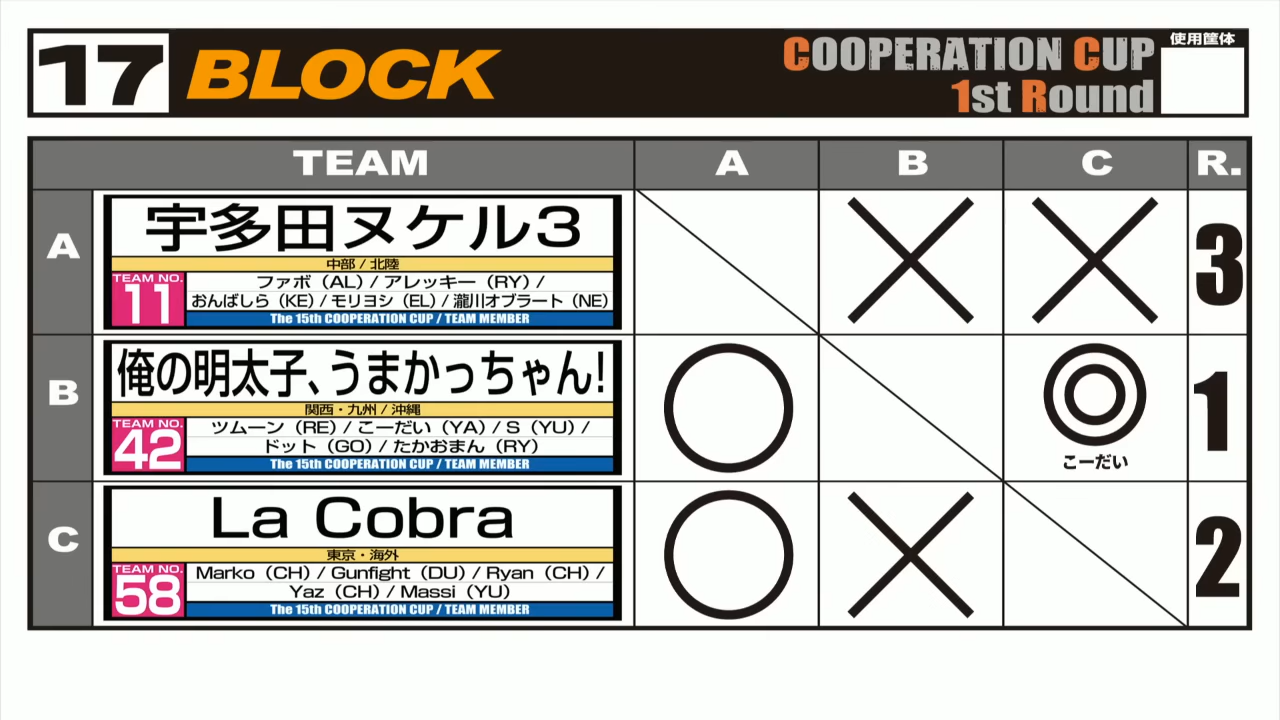 17 BLOCK
COOPERATION CUP
1st Round
使用筐体
TEAM A B C R.
A
宇多田ヌケル3
中部 / 北陸
TEAM NO. 11
ファボ（AL）/ アレッキー（RY）/
おんばしら（KE）/ モリヨシ（EL）/ 瀧川オブラート（NE）
The 15th COOPERATION CUP / TEAM MEMBER
3
B
俺の明太子、うまかっちゃん!
関西・九州 / 沖縄
TEAM NO. 42
ツムーン（RE）/ こーだい（YA）/ S（YU）/
ドット（GO）/ たかおまん（RY）
The 15th COOPERATION CUP / TEAM MEMBER
こーだい
1
C
La Cobra
東京・海外
TEAM NO. 58
Marko（CH）/ Gunfight（DU）/ Ryan（CH）/
Yaz（CH）/ Massi（YU）
The 15th COOPERATION CUP / TEAM MEMBER
2